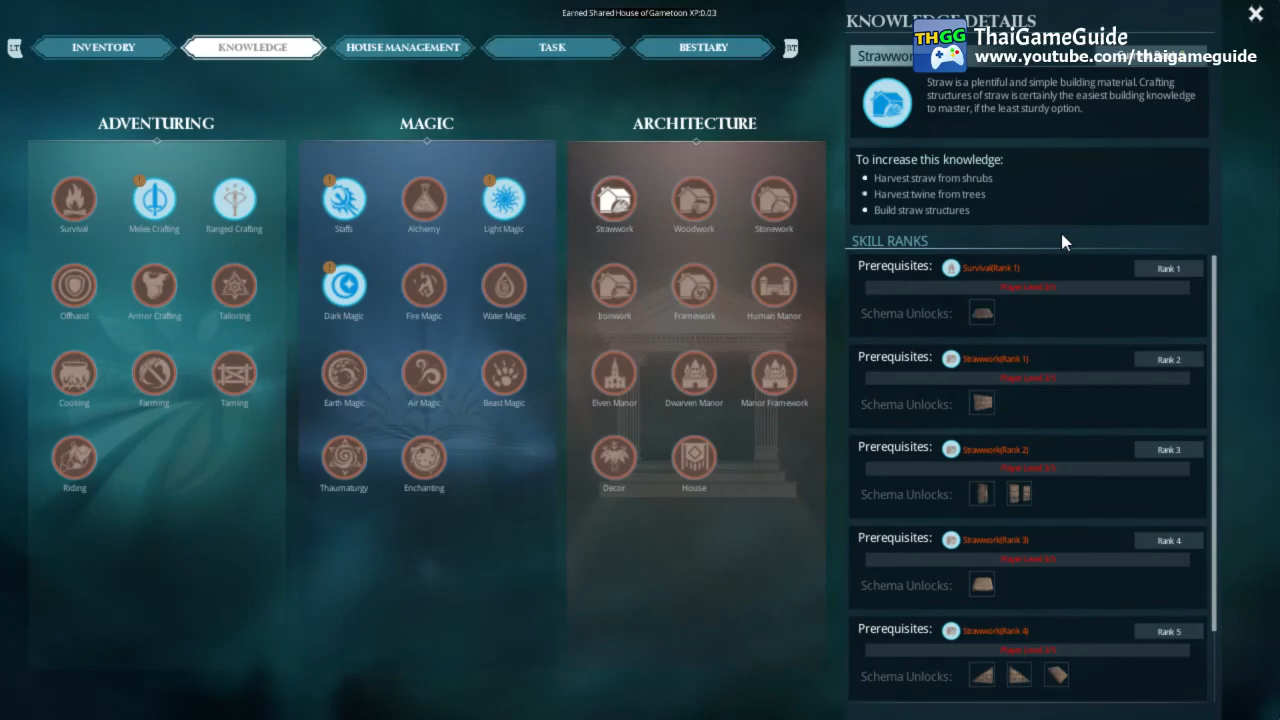 Earned Shared House of Gametoon XP:0.03
LT
INVENTORY
KNOWLEDGE
HOUSE MANAGEMENT
TASK
BESTIARY
RT
ADVENTURING
Survival
Melee Crafting
Ranged Crafting
Offhand
Armor Crafting
Tailoring
Cooking
Farming
Taming
Riding
MAGIC
Staffs
Alchemy
Light Magic
Dark Magic
Fire Magic
Water Magic
Earth Magic
Air Magic
Beast Magic
Thaumaturgy
Enchanting
ARCHITECTURE
Strawwork
Woodwork
Stonework
Ironwork
Framework
Human Manor
Elven Manor
Dwarven Manor
Manor Framework
Decor
House
KNOWLEDGE DETAILS
THGG
ThaiGameGuide
www.youtube.com/thaigameguide
Straw is a plentiful and simple building material. Crafting
structures of straw is certainly the easiest building knowledge
to master, if the least sturdy option.
To increase this knowledge:
Harvest straw from shrubs
Harvest twine from trees
Build straw structures
SKILL RANKS
Prerequisites: Survival(Rank 1) Rank 1
Schema Unlocks:
Prerequisites: Strawwork(Rank 1) Rank 2
Schema Unlocks:
Prerequisites: Strawwork(Rank 2) Rank 3
Schema Unlocks:
Prerequisites: Strawwork(Rank 3) Rank 4
Schema Unlocks:
Prerequisites: Strawwork(Rank 4) Rank 5
Schema Unlocks: